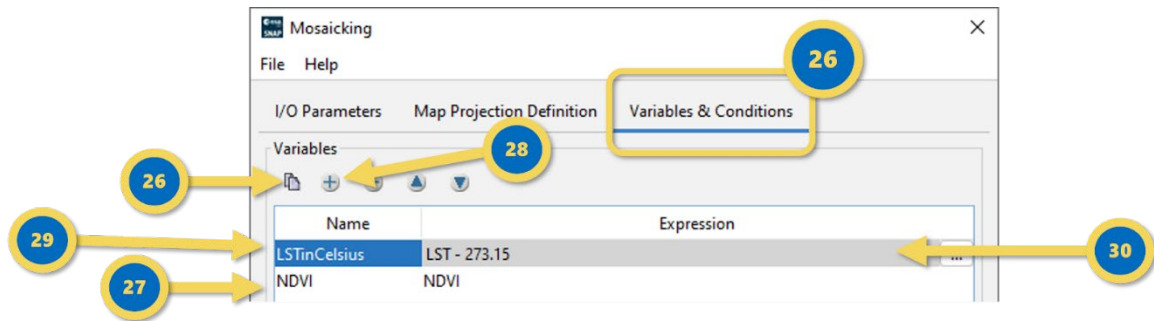 esa
SNAP
Mosaicking
File Help
26
I/O Parameters Map Projection Definition Variables & Conditions
Variables
28
26
Name Expression
29
LSTinCelsius LST - 273.15 ...
30
NDVI NDVI
27